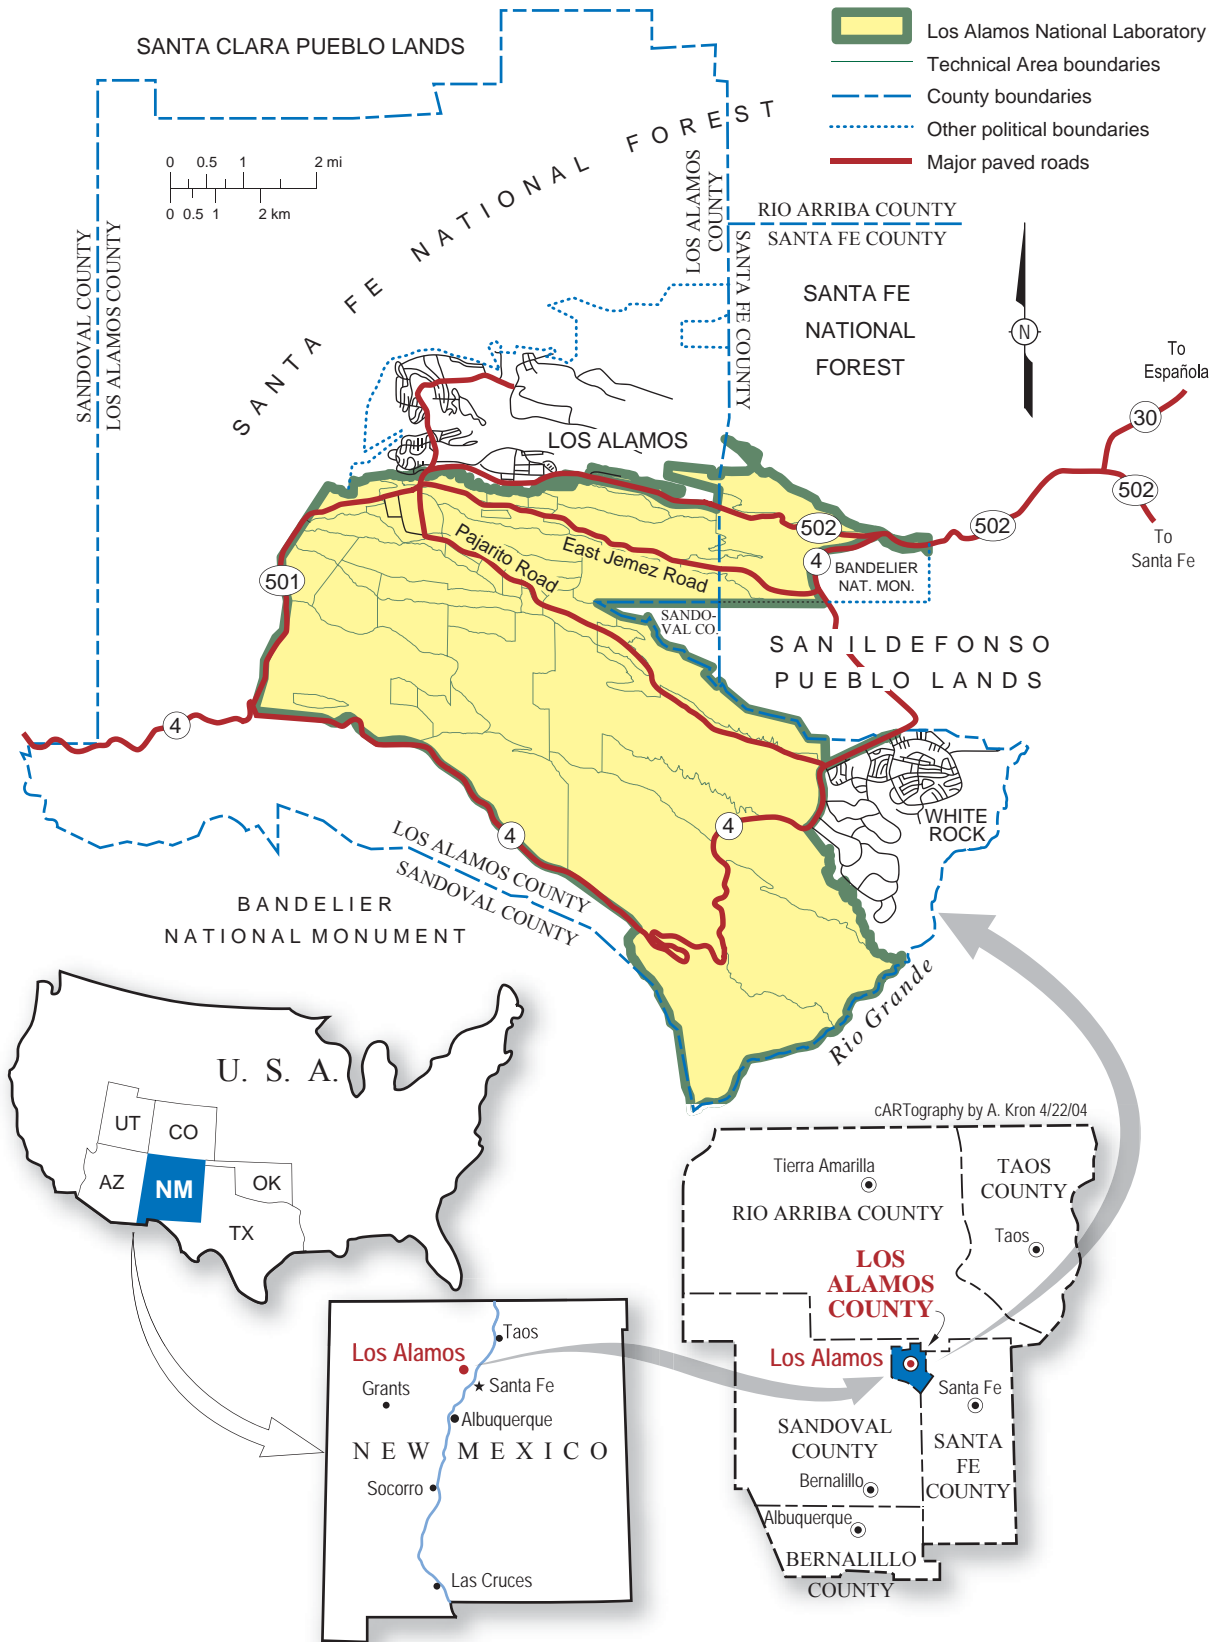 SANTA CLARA PUEBLO LANDS
Los Alamos National Laboratory
Technical Area boundaries
County boundaries
Other political boundaries
Major paved roads
0 0.5 1 2 mi
0 0.5 1 2 km
SANTA FE NATIONAL FOREST
SANDOVAL COUNTY
LOS ALAMOS COUNTY
LOS ALAMOS
COUNTY
SANTA FE COUNTY
RIO ARRIBA COUNTY
SANTA FE COUNTY
SANTA FE
NATIONAL
FOREST
N
To
Española
30
502
To
Santa Fe
502
502
LOS ALAMOS
4
BANDELIER
NAT. MON.
East Jemez Road
Pajarito Road
501
SANDO-
VAL CO.
SAN ILDEFONSO
PUEBLO LANDS
4
4
4
WHITE
ROCK
LOS ALAMOS COUNTY
SANDOVAL COUNTY
BANDELIER
NATIONAL MONUMENT
Rio Grande
U. S. A.
UT
CO
AZ
NM
OK
TX
cARTography by A. Kron 4/22/04
Tierra Amarilla
TAOS
COUNTY
RIO ARRIBA COUNTY
Taos
LOS
ALAMOS
COUNTY
Los Alamos
Santa Fe
SANDOVAL
COUNTY
SANTA
FE
COUNTY
Bernalillo
Albuquerque
BERNALILLO
COUNTY
Taos
Los Alamos
Grants
Santa Fe
Albuquerque
NEW MEXICO
Socorro
Las Cruces